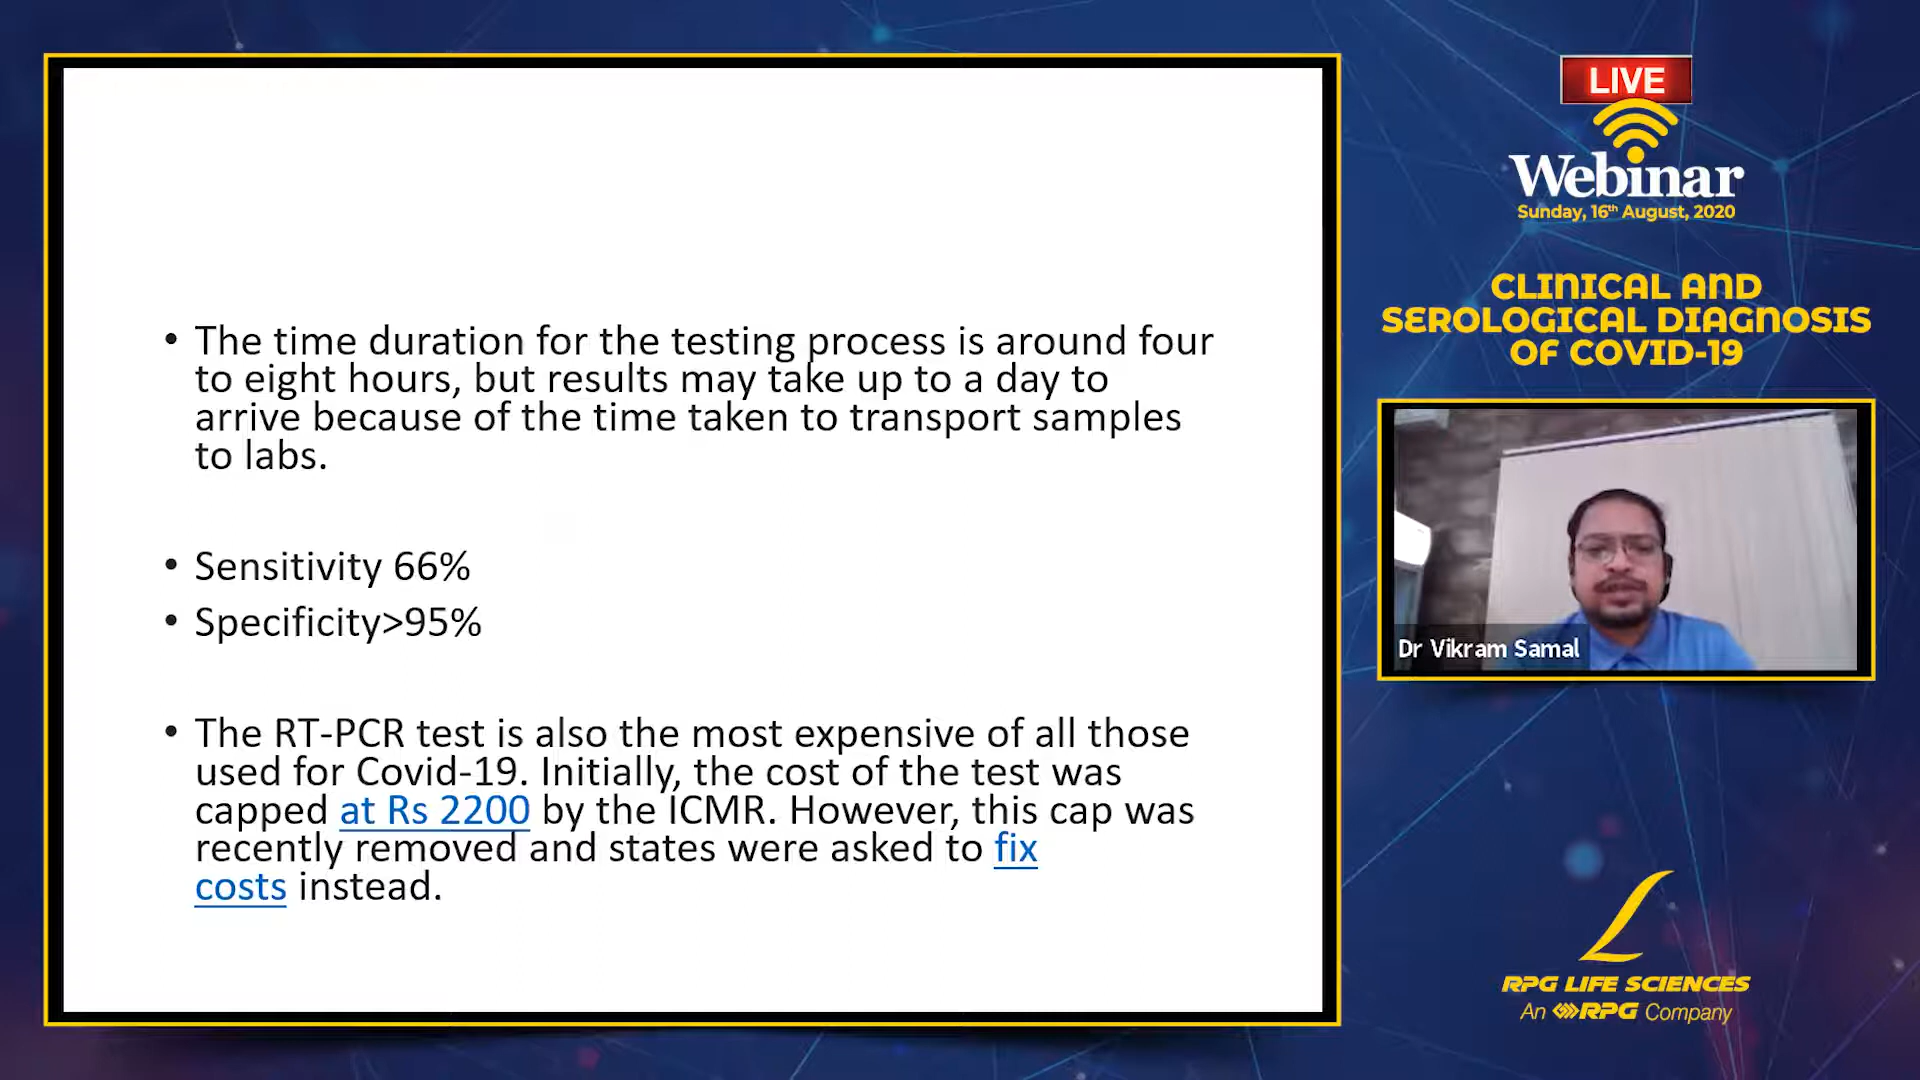 • The time duration for the testing process is around four
to eight hours, but results may take up to a day to
arrive because of the time taken to transport samples
to labs.
• Sensitivity 66%
• Specificity>95%
• The RT-PCR test is also the most expensive of all those
used for Covid-19. Initially, the cost of the test was
capped at Rs 2200 by the ICMR. However, this cap was
recently removed and states were asked to fix
costs instead.
LIVE
Webinar
Sunday, 16th August, 2020
CLINICAL AND
SEROLOGICAL DIAGNOSIS
OF COVID-19
Dr Vikram Samal
RPG LIFE SCIENCES
An RPG Company